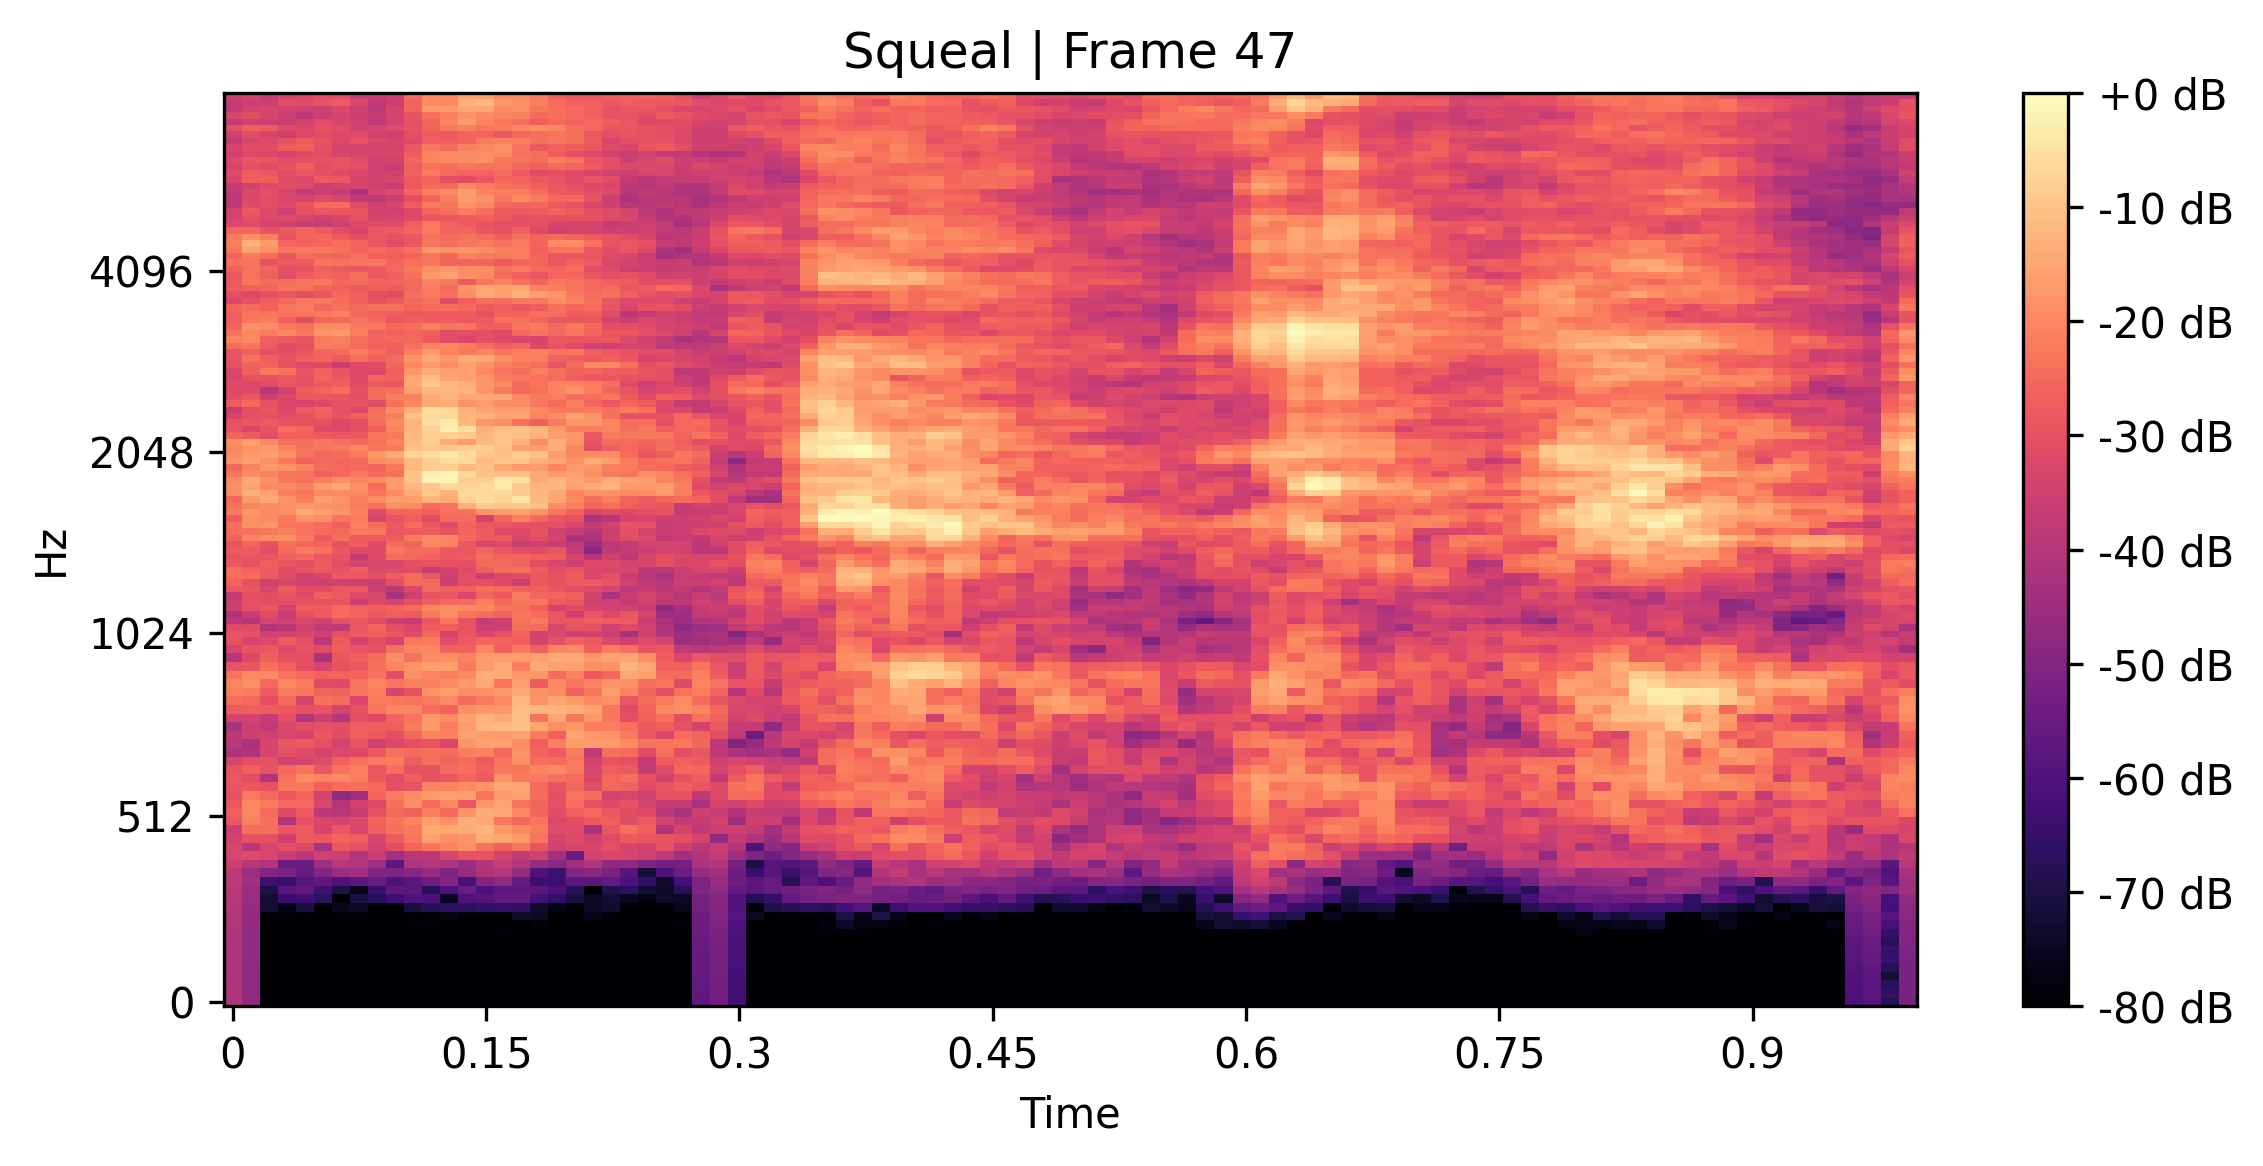 Squeal | Frame 47
+0 dB
-10 dB
-20 dB
-30 dB
-40 dB
-50 dB
-60 dB
-70 dB
-80 dB
Hz
4096
2048
1024
512
0
0 0.15 0.3 0.45 0.6 0.75 0.9
Time